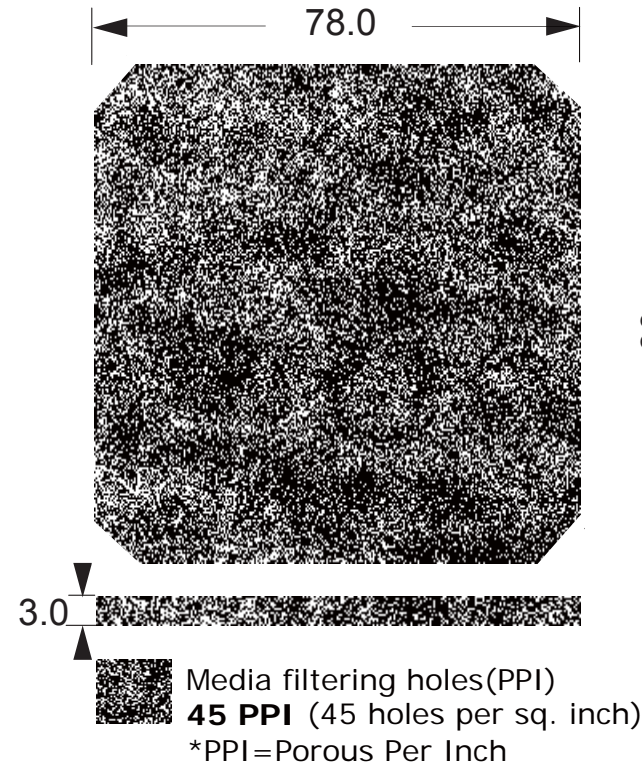 78.0
3.0
Media filtering holes(PPI)
45 PPI (45 holes per sq. inch)
*PPI=Porous Per Inch